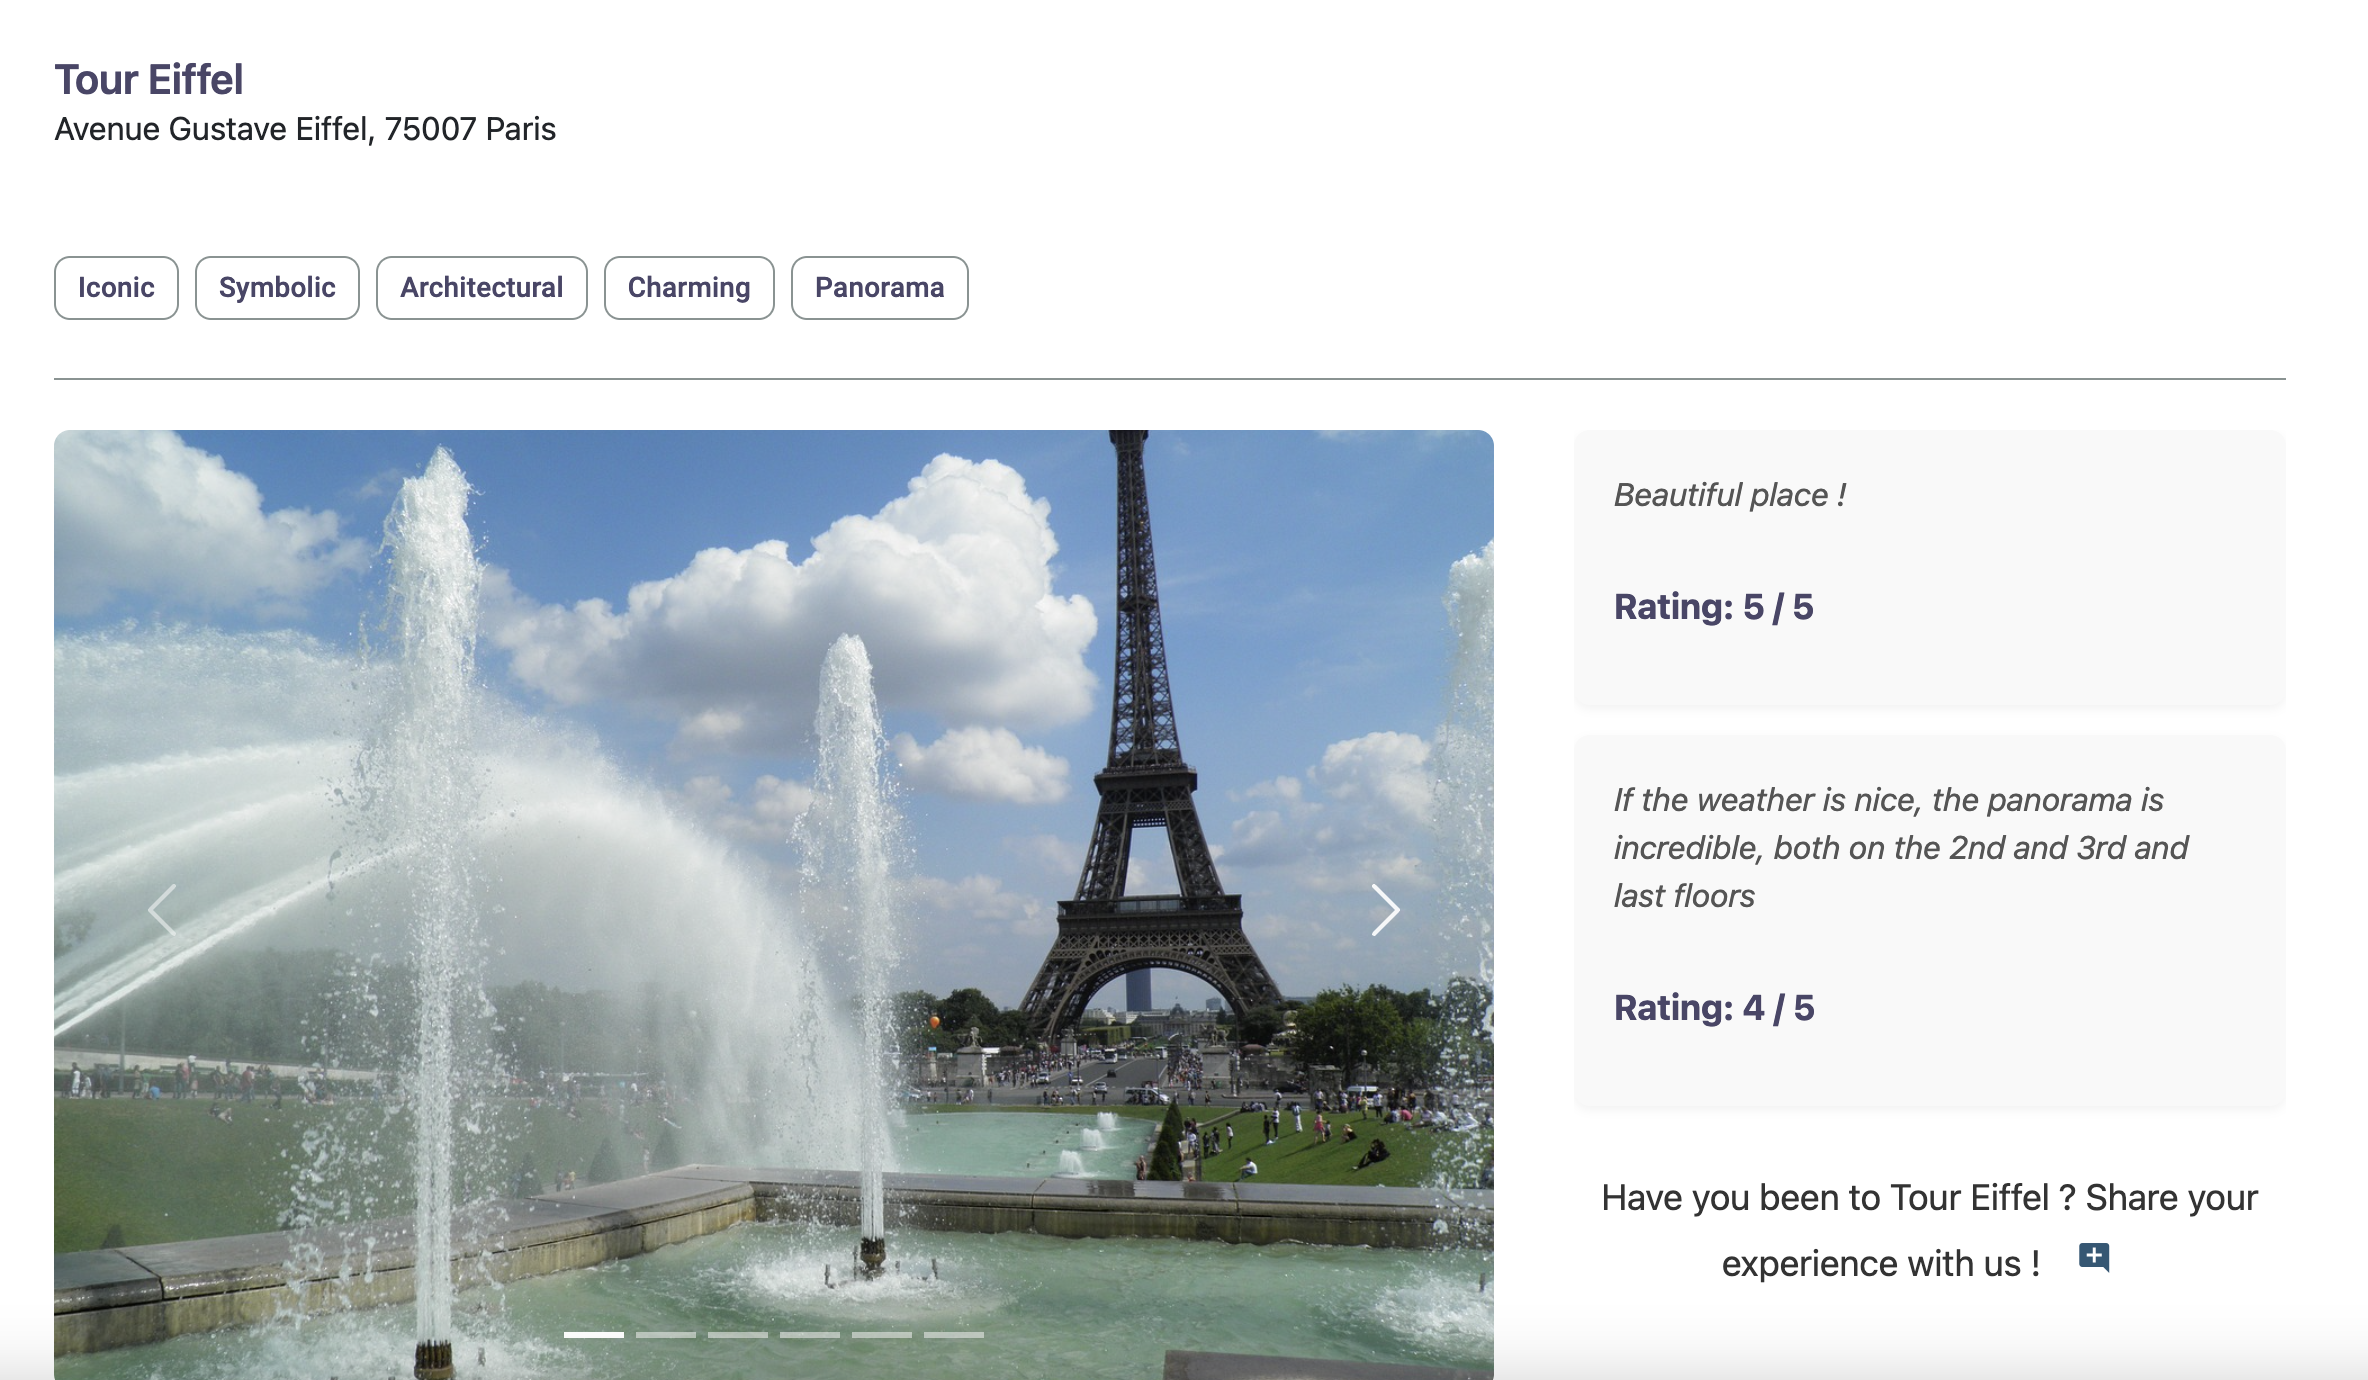 Tour Eiffel
Avenue Gustave Eiffel, 75007 Paris
Iconic
Symbolic
Architectural
Charming
Panorama
Beautiful place !
Rating: 5 / 5
If the weather is nice, the panorama is
incredible, both on the 2nd and 3rd and
last floors
Rating: 4 / 5
Have you been to Tour Eiffel ? Share your
experience with us !